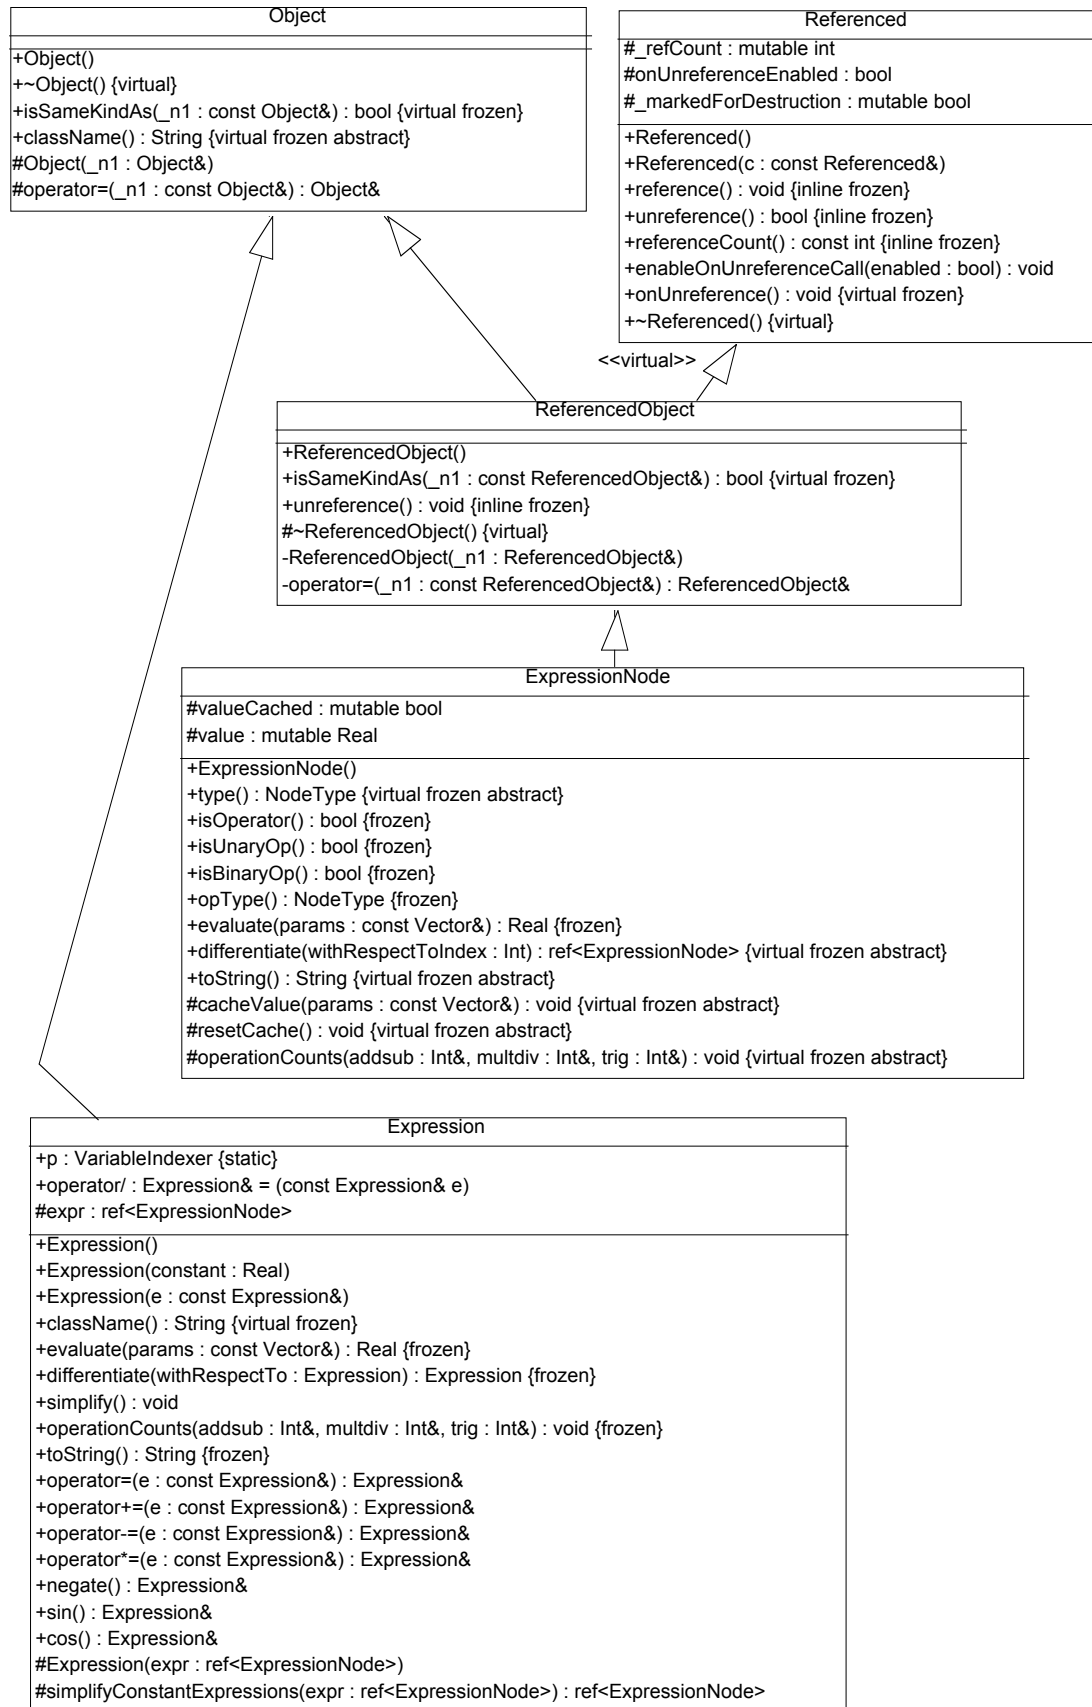 Object
+Object()
+~Object() {virtual}
+isSameKindAs(_n1 : const Object&) : bool {virtual frozen}
+className() : String {virtual frozen abstract}
#Object(_n1 : Object&)
#operator=(_n1 : const Object&) : Object&
Referenced
#_refCount : mutable int
#onUnreferenceEnabled : bool
#_markedForDestruction : mutable bool
+Referenced()
+Referenced(c : const Referenced&)
+reference() : void {inline frozen}
+unreference() : bool {inline frozen}
+referenceCount() : const int {inline frozen}
+enableOnUnreferenceCall(enabled : bool) : void
+onUnreference() : void {virtual frozen}
+~Referenced() {virtual}
<<virtual>>
ReferencedObject
+ReferencedObject()
+isSameKindAs(_n1 : const ReferencedObject&) : bool {virtual frozen}
+unreference() : void {inline frozen}
#~ReferencedObject() {virtual}
-ReferencedObject(_n1 : ReferencedObject&)
-operator=(_n1 : const ReferencedObject&) : ReferencedObject&
ExpressionNode
#valueCached : mutable bool
#value : mutable Real
+ExpressionNode()
+type() : NodeType {virtual frozen abstract}
+isOperator() : bool {frozen}
+isUnaryOp() : bool {frozen}
+isBinaryOp() : bool {frozen}
+opType() : NodeType {frozen}
+evaluate(params : const Vector&) : Real {frozen}
+differentiate(withRespectToIndex : Int) : ref<ExpressionNode> {virtual frozen abstract}
+toString() : String {virtual frozen abstract}
#cacheValue(params : const Vector&) : void {virtual frozen abstract}
#resetCache() : void {virtual frozen abstract}
#operationCounts(addsub : Int&, multdiv : Int&, trig : Int&) : void {virtual frozen abstract}
Expression
+p : VariableIndexer {static}
+operator/ : Expression& = (const Expression& e)
#expr : ref<ExpressionNode>
+Expression()
+Expression(constant : Real)
+Expression(e : const Expression&)
+className() : String {virtual frozen}
+evaluate(params : const Vector&) : Real {frozen}
+differentiate(withRespectTo : Expression) : Expression {frozen}
+simplify() : void
+operationCounts(addsub : Int&, multdiv : Int&, trig : Int&) : void {frozen}
+toString() : String {frozen}
+operator=(e : const Expression&) : Expression&
+operator+=(e : const Expression&) : Expression&
+operator-=(e : const Expression&) : Expression&
+operator*=(e : const Expression&) : Expression&
+negate() : Expression&
+sin() : Expression&
+cos() : Expression&
#Expression(expr : ref<ExpressionNode>)
#simplifyConstantExpressions(expr : ref<ExpressionNode>) : ref<ExpressionNode>